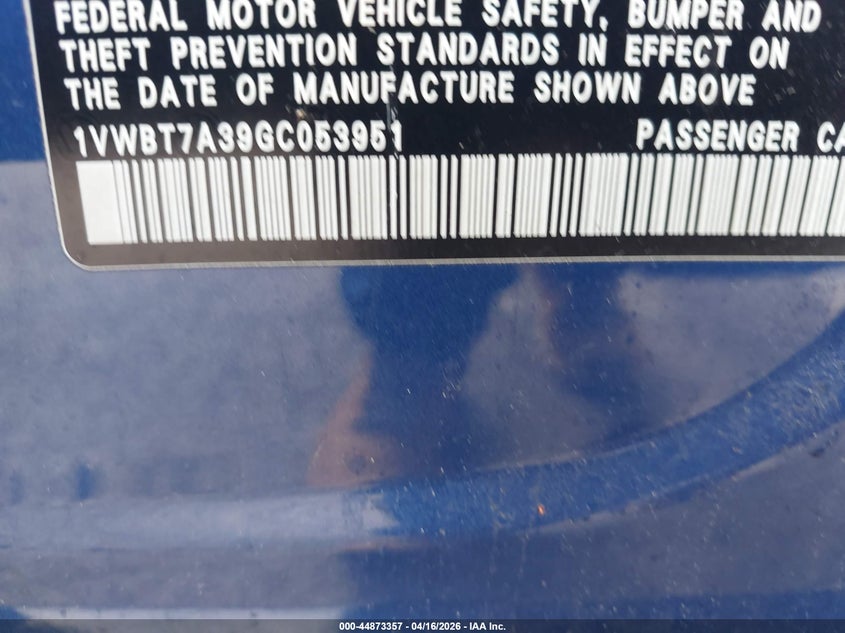 FEDERAL MOTOR VEHICLE SAFETY, BUMPER AND
THEFT PREVENTION STANDARDS IN EFFECT ON
THE DATE OF MANUFACTURE SHOWN ABOVE
1VWBT7A39GC053951 PASSENGER CA
000-44873357 - 04/16/2026 - IAA Inc.